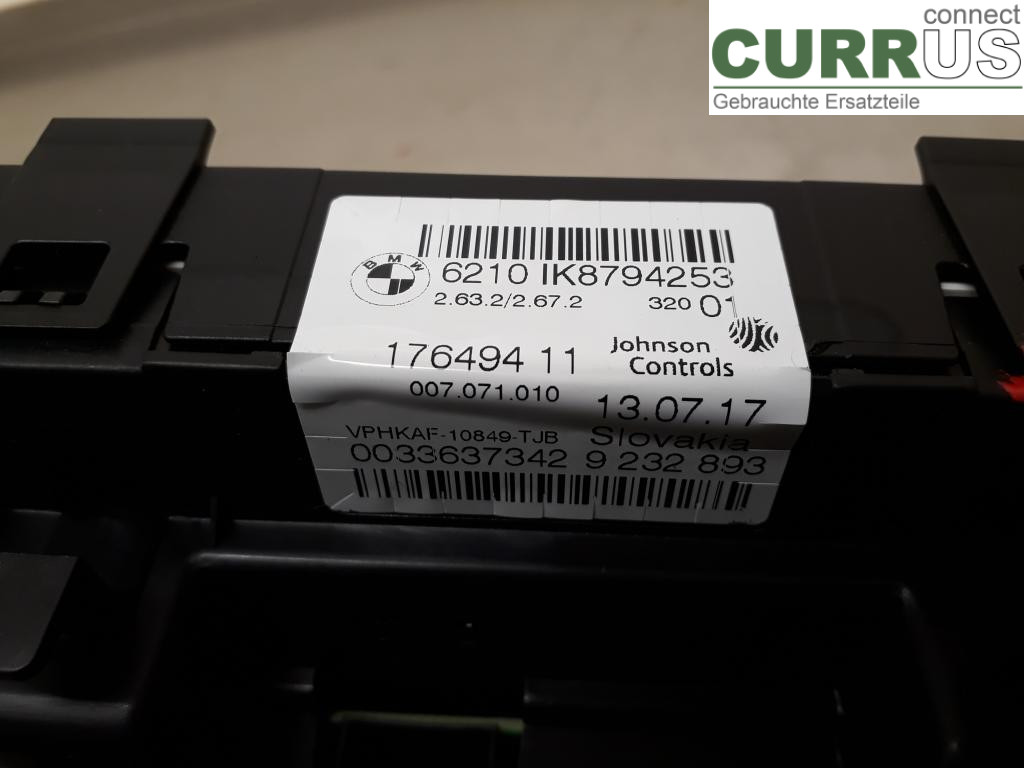 connect
CURRUS
Gebrauchte Ersatzteile
BMW
6210 IK8794253
2.63.2/2.67.2 320 01
176494 11 Johnson Controls
007.071.010 13.07.17
VPHKAF-10849-TJB Slovakia
0033637342 9 232 893